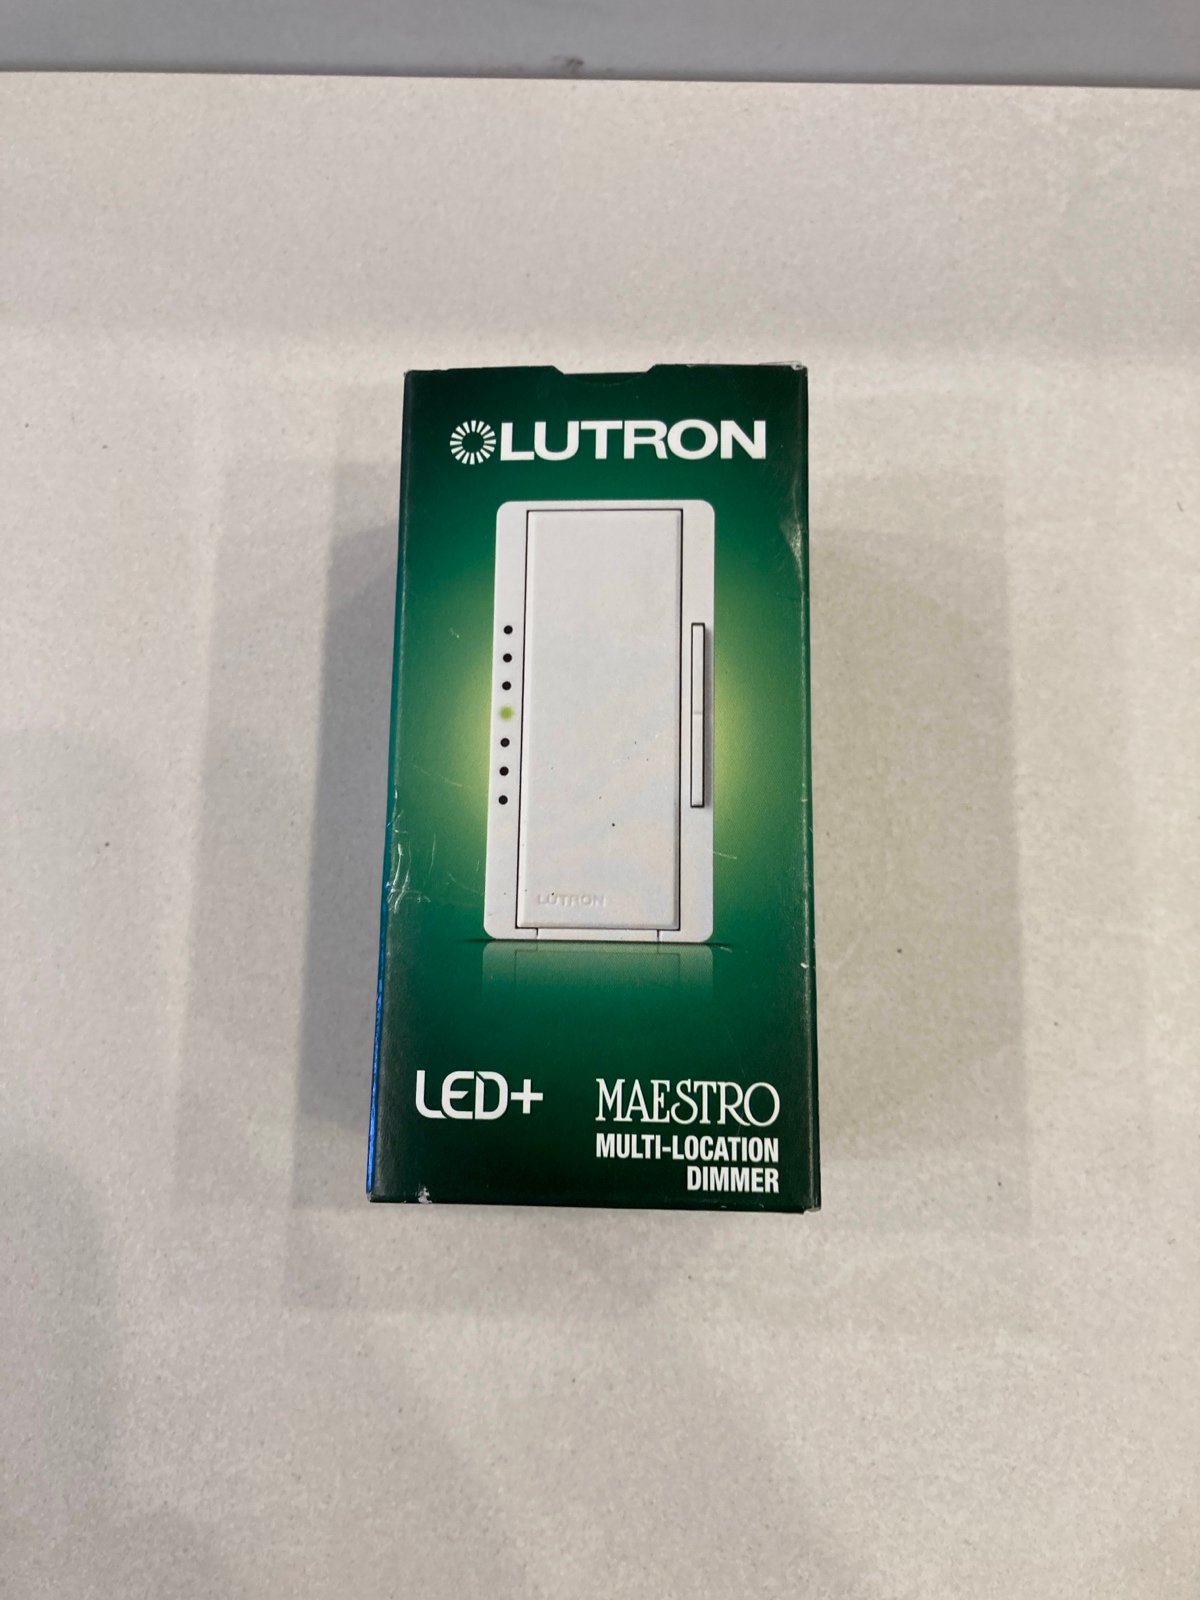 LUTRON
LUTRON
LED+
MAESTRO
MULTI-LOCATION
DIMMER